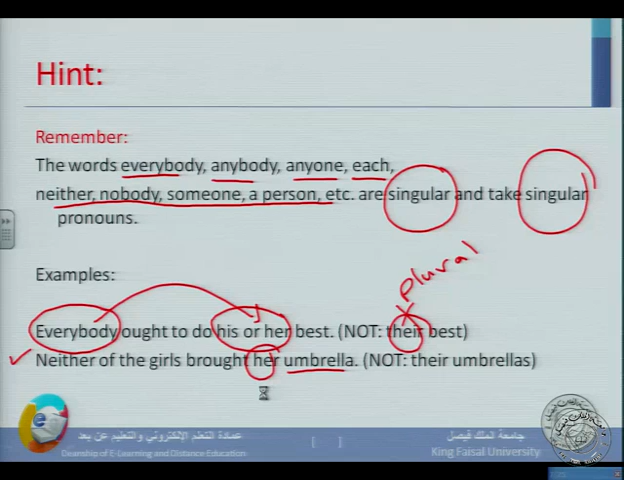 Hint:
Remember:
The words everybody, anybody, anyone, each,
neither, nobody, someone, a person, etc. are singular and take singular
pronouns.
plural
Examples:
Everybody ought to do his or her best. (NOT: their best)
Neither of the girls brought her umbrella. (NOT: their umbrellas)
جامعة الملك فيصل
عمادة التعلم الإلكتروني والتعليم عن بعد
[ ]
King Faisal University
Deanship of E-Learning and Distance Education